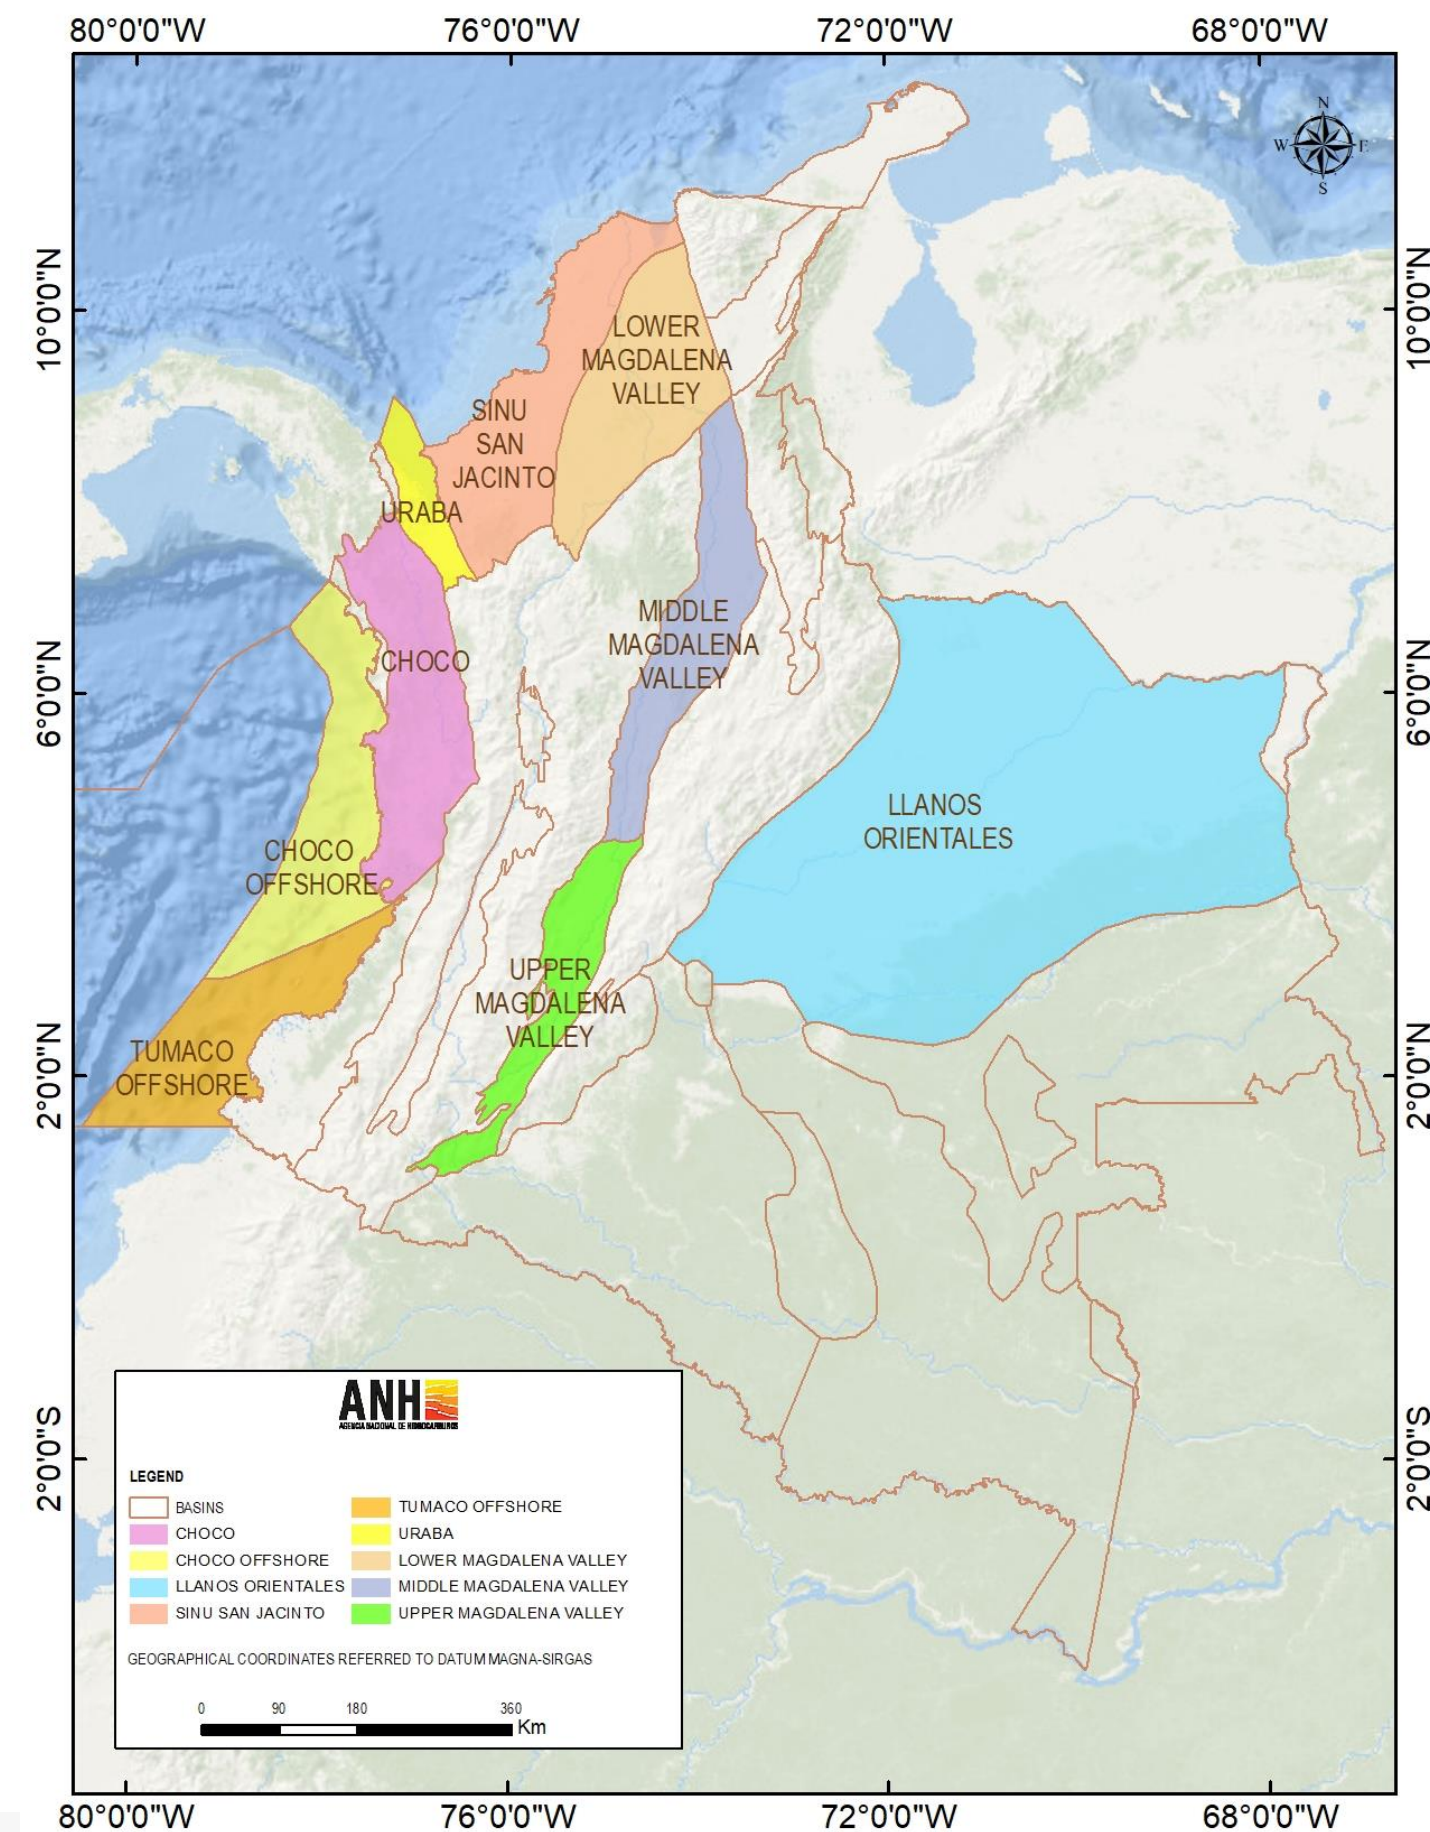 80°0'0"W 76°0'0"W 72°0'0"W 68°0'0"W
N
W E
S
10°0'0"N
10°0'0"N
LOWER
MAGDALENA
VALLEY
SINU
SAN
JACINTO
URABA
MIDDLE
MAGDALENA
VALLEY
CHOCO
6°0'0"N
6°0'0"N
LLANOS
ORIENTALES
CHOCO
OFFSHORE
UPPER
MAGDALENA
VALLEY
TUMACO
OFFSHORE
2°0'0"N
2°0'0"N
ANH
AGENCIA NACIONAL DE HIDROCARBUROS
2°0'0"S
2°0'0"S
LEGEND
BASINS
CHOCO
CHOCO OFFSHORE
LLANOS ORIENTALES
SINU SAN JACINTO
TUMACO OFFSHORE
URABA
LOWER MAGDALENA VALLEY
MIDDLE MAGDALENA VALLEY
UPPER MAGDALENA VALLEY
GEOGRAPHICAL COORDINATES REFERRED TO DATUM MAGNA-SIRGAS
0 90 180 360
Km
80°0'0"W 76°0'0"W 72°0'0"W 68°0'0"W